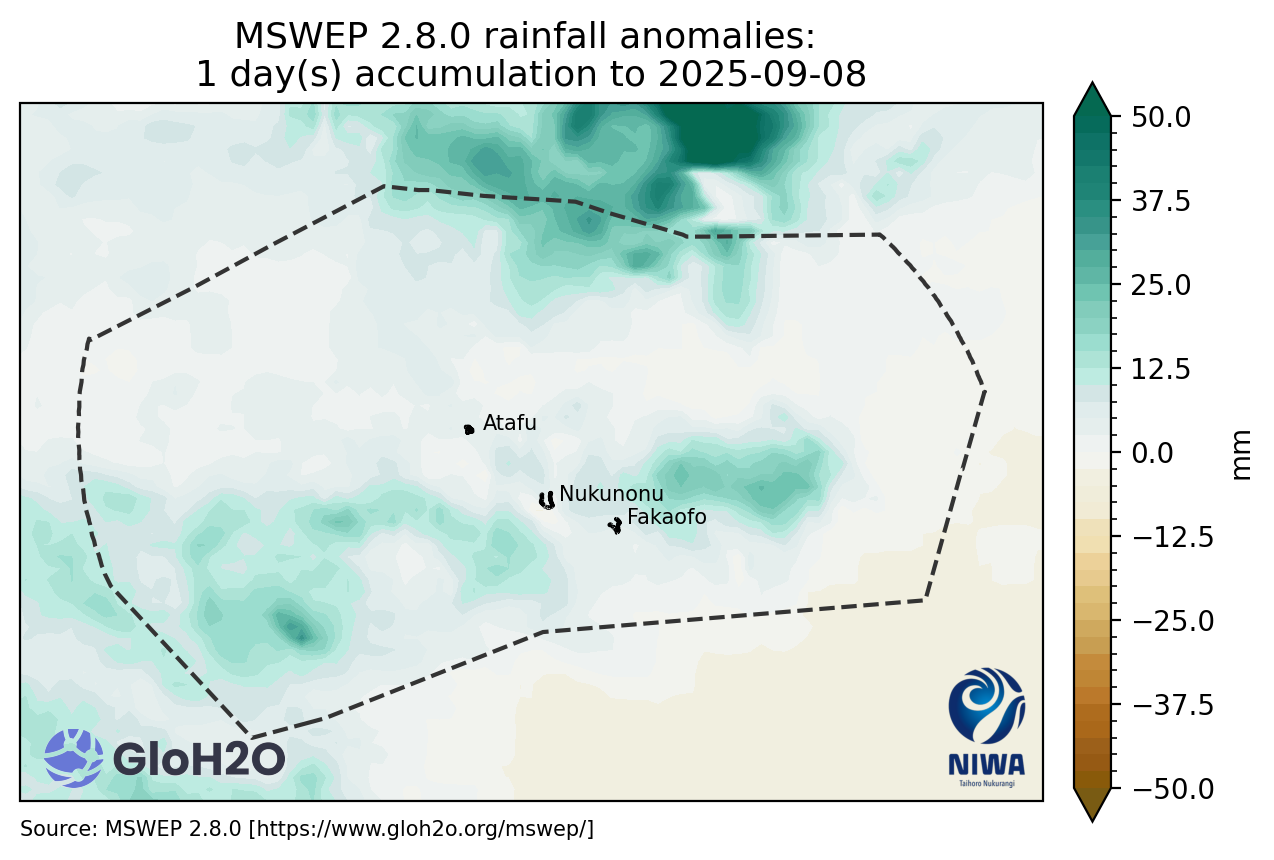 MSWEP 2.8.0 rainfall anomalies:
1 day(s) accumulation to 2025-09-08
50.0
37.5
25.0
12.5
0.0
−12.5
−25.0
−37.5
−50.0
mm
Atafu
Nukunonu
Fakaofo
GloH2O
NIWA
Taihoro Nukurangi
Source: MSWEP 2.8.0 [https://www.gloh2o.org/mswep/]